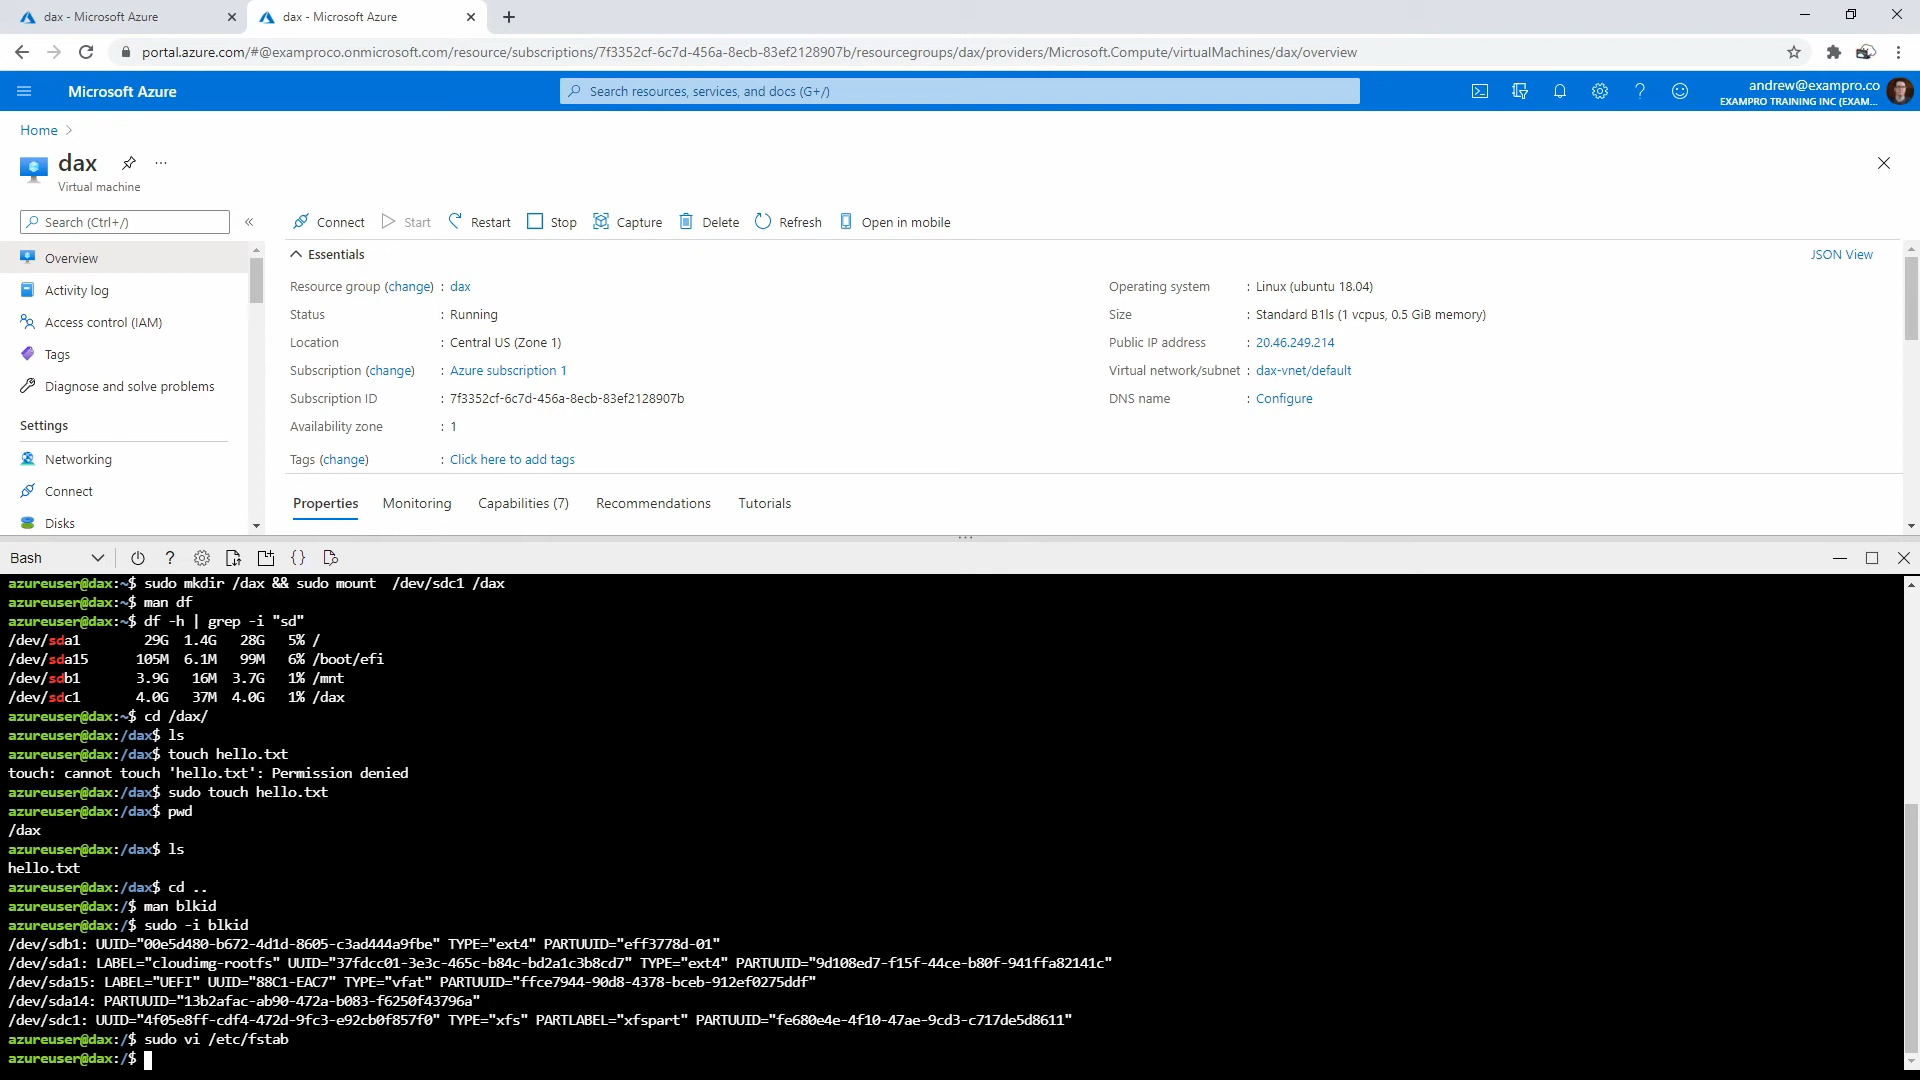 dax - Microsoft Azure
dax - Microsoft Azure
portal.azure.com/#@exampproco.onmicrosoft.com/resource/subscriptions/7f3352cf-6c7d-456a-8ecb-83ef2128907b/resourcegroups/dax/providers/Microsoft.Compute/virtualMachines/dax/overview
Microsoft Azure
Search resources, services, and docs (G+/)
andrew@exampro.co
EXAMPRO TRAINING INC (EXAM...
Home
dax
Virtual machine
Search (Ctrl+/)
«
Connect
Start
Restart
Stop
Capture
Delete
Refresh
Open in mobile
Overview
Activity log
Access control (IAM)
Tags
Diagnose and solve problems
Settings
Networking
Connect
Disks
Essentials
JSON View
Resource group (change) : dax
Status : Running
Location : Central US (Zone 1)
Subscription (change) : Azure subscription 1
Subscription ID : 7f3352cf-6c7d-456a-8ecb-83ef2128907b
Availability zone : 1
Tags (change) : Click here to add tags
Operating system : Linux (ubuntu 18.04)
Size : Standard B1ls (1 vcpus, 0.5 GiB memory)
Public IP address : 20.46.249.214
Virtual network/subnet : dax-vnet/default
DNS name : Configure
Properties
Monitoring
Capabilities (7)
Recommendations
Tutorials
Bash
azureuser@dax:~$ sudo mkdir /dax && sudo mount  /dev/sdc1 /dax
azureuser@dax:~$ man df
azureuser@dax:~$ df -h | grep -i "sd"
/dev/sda1        29G  1.4G   28G   5% /
/dev/sda15      105M  6.1M   99M   6% /boot/efi
/dev/sdb1       3.9G   16M  3.7G   1% /mnt
/dev/sdc1       4.0G   37M  4.0G   1% /dax
azureuser@dax:~$ cd /dax/
azureuser@dax:/dax$ ls
azureuser@dax:/dax$ touch hello.txt
touch: cannot touch 'hello.txt': Permission denied
azureuser@dax:/dax$ sudo touch hello.txt
azureuser@dax:/dax$ pwd
/dax
azureuser@dax:/dax$ ls
hello.txt
azureuser@dax:/dax$ cd ..
azureuser@dax:/$ man blkid
azureuser@dax:/$ sudo -i blkid
/dev/sdb1: UUID="00e5d480-b672-4d1d-8605-c3ad444a9fbe" TYPE="ext4" PARTUUID="eff3778d-01"
/dev/sda1: LABEL="cloudimg-rootfs" UUID="37fdcc01-3e3c-465c-b84c-bd2a1c3b8cd7" TYPE="ext4" PARTUUID="9d108ed7-f15f-44ce-b80f-941ffa82141c"
/dev/sda15: LABEL="UEFI" UUID="88C1-EAC7" TYPE="vfat" PARTUUID="ffce7944-90d8-4378-bceb-912ef0275ddf"
/dev/sda14: PARTUUID="13b2afac-ab90-472a-b083-f6250f43796a"
/dev/sdc1: UUID="4f05e8ff-cdf4-472d-9fc3-e92cb0f857f0" TYPE="xfs" PARTLABEL="xfspart" PARTUUID="fe680e4e-4f10-47ae-9cd3-c717de5d8611"
azureuser@dax:/$ sudo vi /etc/fstab
azureuser@dax:/$